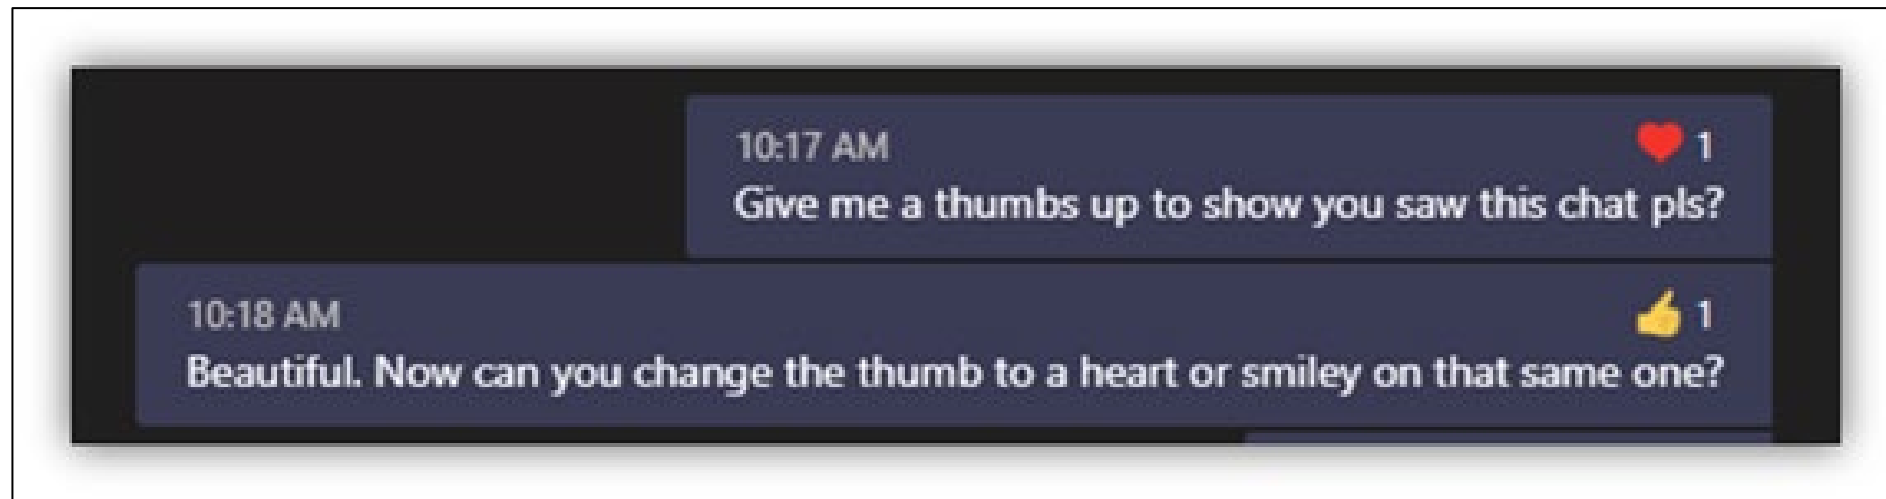 10:17 AM ❤️ 1
Give me a thumbs up to show you saw this chat pls?
10:18 AM 👍 1
Beautiful. Now can you change the thumb to a heart or smiley on that same one?